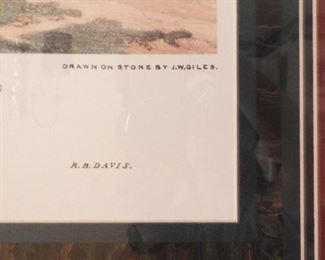 DRAWN ON STONE BY J.W.GILES.
R. B. DAVIS.